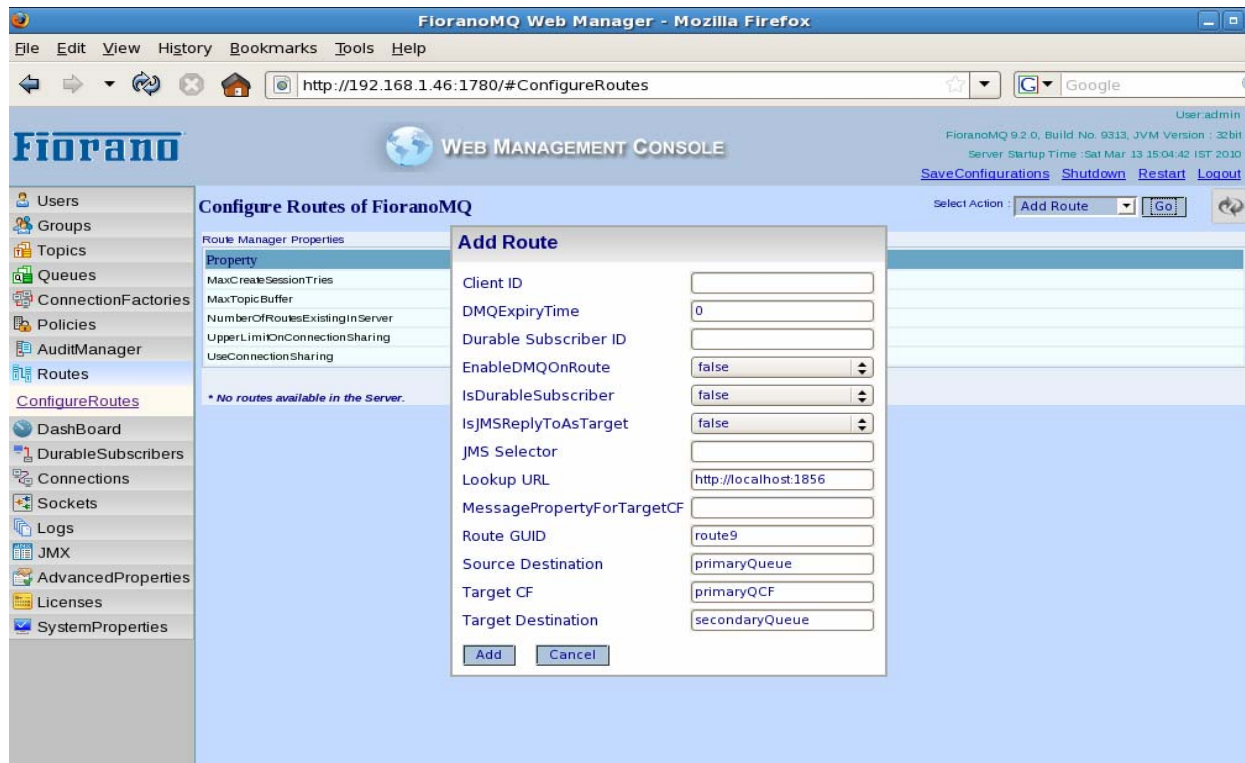 FioranoMQ Web Manager - Mozilla Firefox
File Edit View History Bookmarks Tools Help
http://192.168.1.46:1780/#ConfigureRoutes
G Google
Fiorano
WEB MANAGEMENT CONSOLE
User:admin
FioranoMQ 9.2.0, Build No. 9313, JVM Version : 32bit
Server Startup Time :Sat Mar 13 15:04:42 IST 2010
SaveConfigurations Shutdown Restart Logout
Users
Groups
Topics
Queues
ConnectionFactories
Policies
AuditManager
Routes
ConfigureRoutes
DashBoard
DurableSubscribers
Connections
Sockets
Logs
JMX
AdvancedProperties
Licenses
SystemProperties
Configure Routes of FioranoMQ
Select Action : Add Route Go
Route Manager Properties
Property
MaxCreateSessionTries
MaxTopicBuffer
NumberOfRoutesExistingInServer
UpperLimitOnConnectionSharing
UseConnectionSharing
* No routes available in the Server.
Add Route
Client ID
DMQExpiryTime 0
Durable Subscriber ID
EnableDMQOnRoute false
IsDurableSubscriber false
IsJMSReplyToAsTarget false
JMS Selector
Lookup URL http://localhost:1856
MessagePropertyForTargetCF
Route GUID route9
Source Destination primaryQueue
Target CF primaryQCF
Target Destination secondaryQueue
Add Cancel